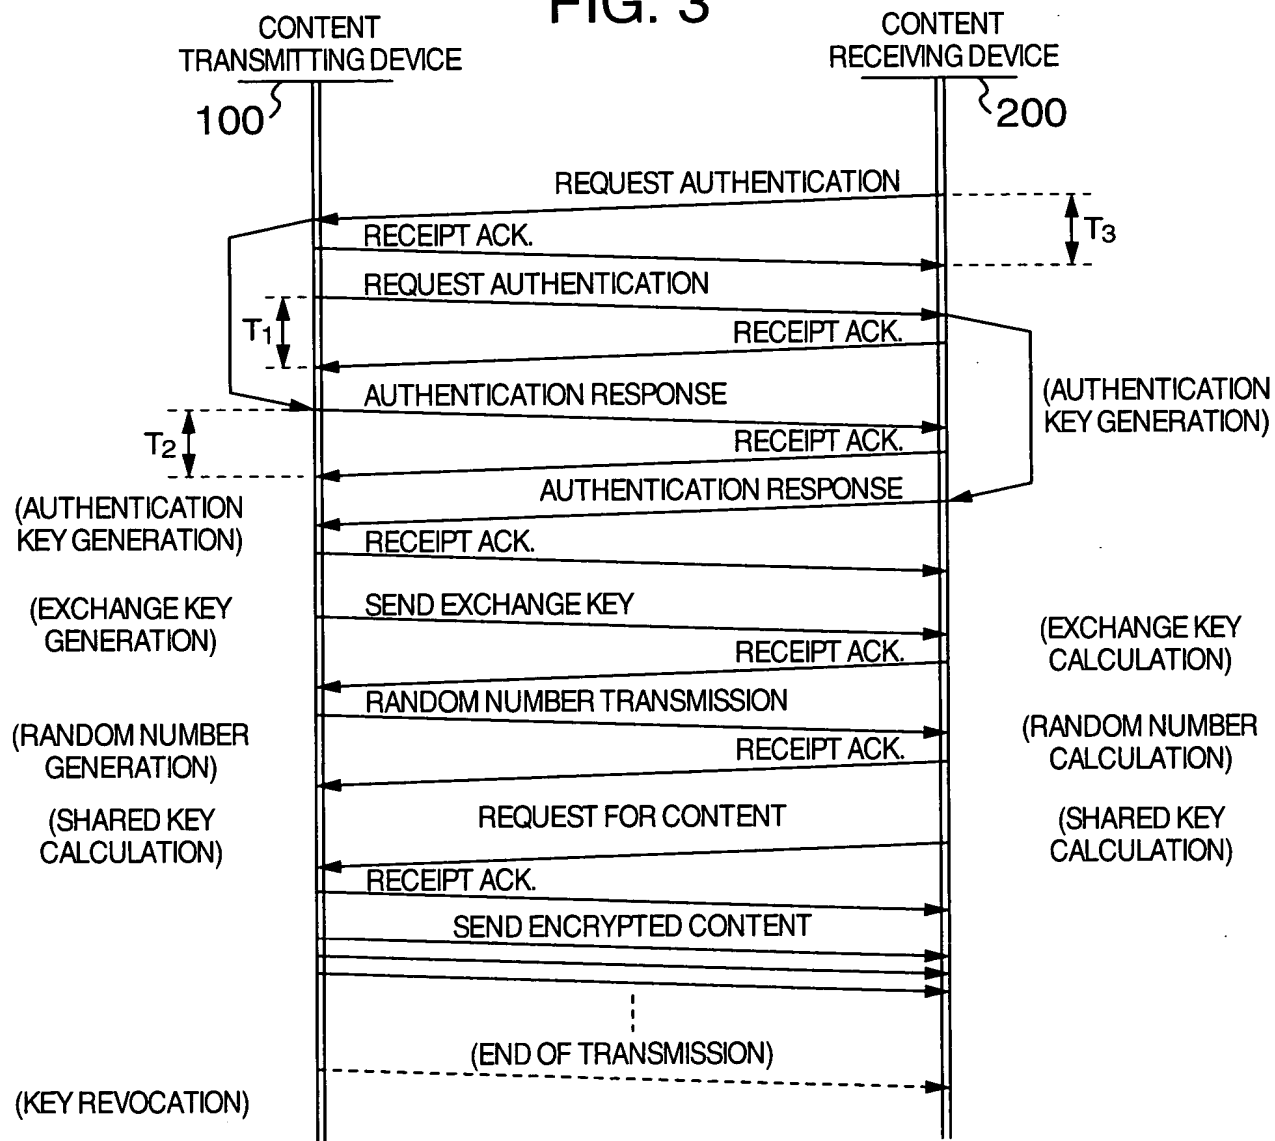 FIG. 3
CONTENT
TRANSMITTING DEVICE
CONTENT
RECEIVING DEVICE
100
200
REQUEST AUTHENTICATION
T3
RECEIPT ACK.
REQUEST AUTHENTICATION
T1
RECEIPT ACK.
AUTHENTICATION RESPONSE
(AUTHENTICATION
KEY GENERATION)
T2
RECEIPT ACK.
AUTHENTICATION RESPONSE
(AUTHENTICATION
KEY GENERATION)
RECEIPT ACK.
SEND EXCHANGE KEY
(EXCHANGE KEY
GENERATION)
(EXCHANGE KEY
CALCULATION)
RECEIPT ACK.
RANDOM NUMBER TRANSMISSION
(RANDOM NUMBER
GENERATION)
(RANDOM NUMBER
CALCULATION)
RECEIPT ACK.
REQUEST FOR CONTENT
(SHARED KEY
CALCULATION)
(SHARED KEY
CALCULATION)
RECEIPT ACK.
SEND ENCRYPTED CONTENT
(END OF TRANSMISSION)
(KEY REVOCATION)